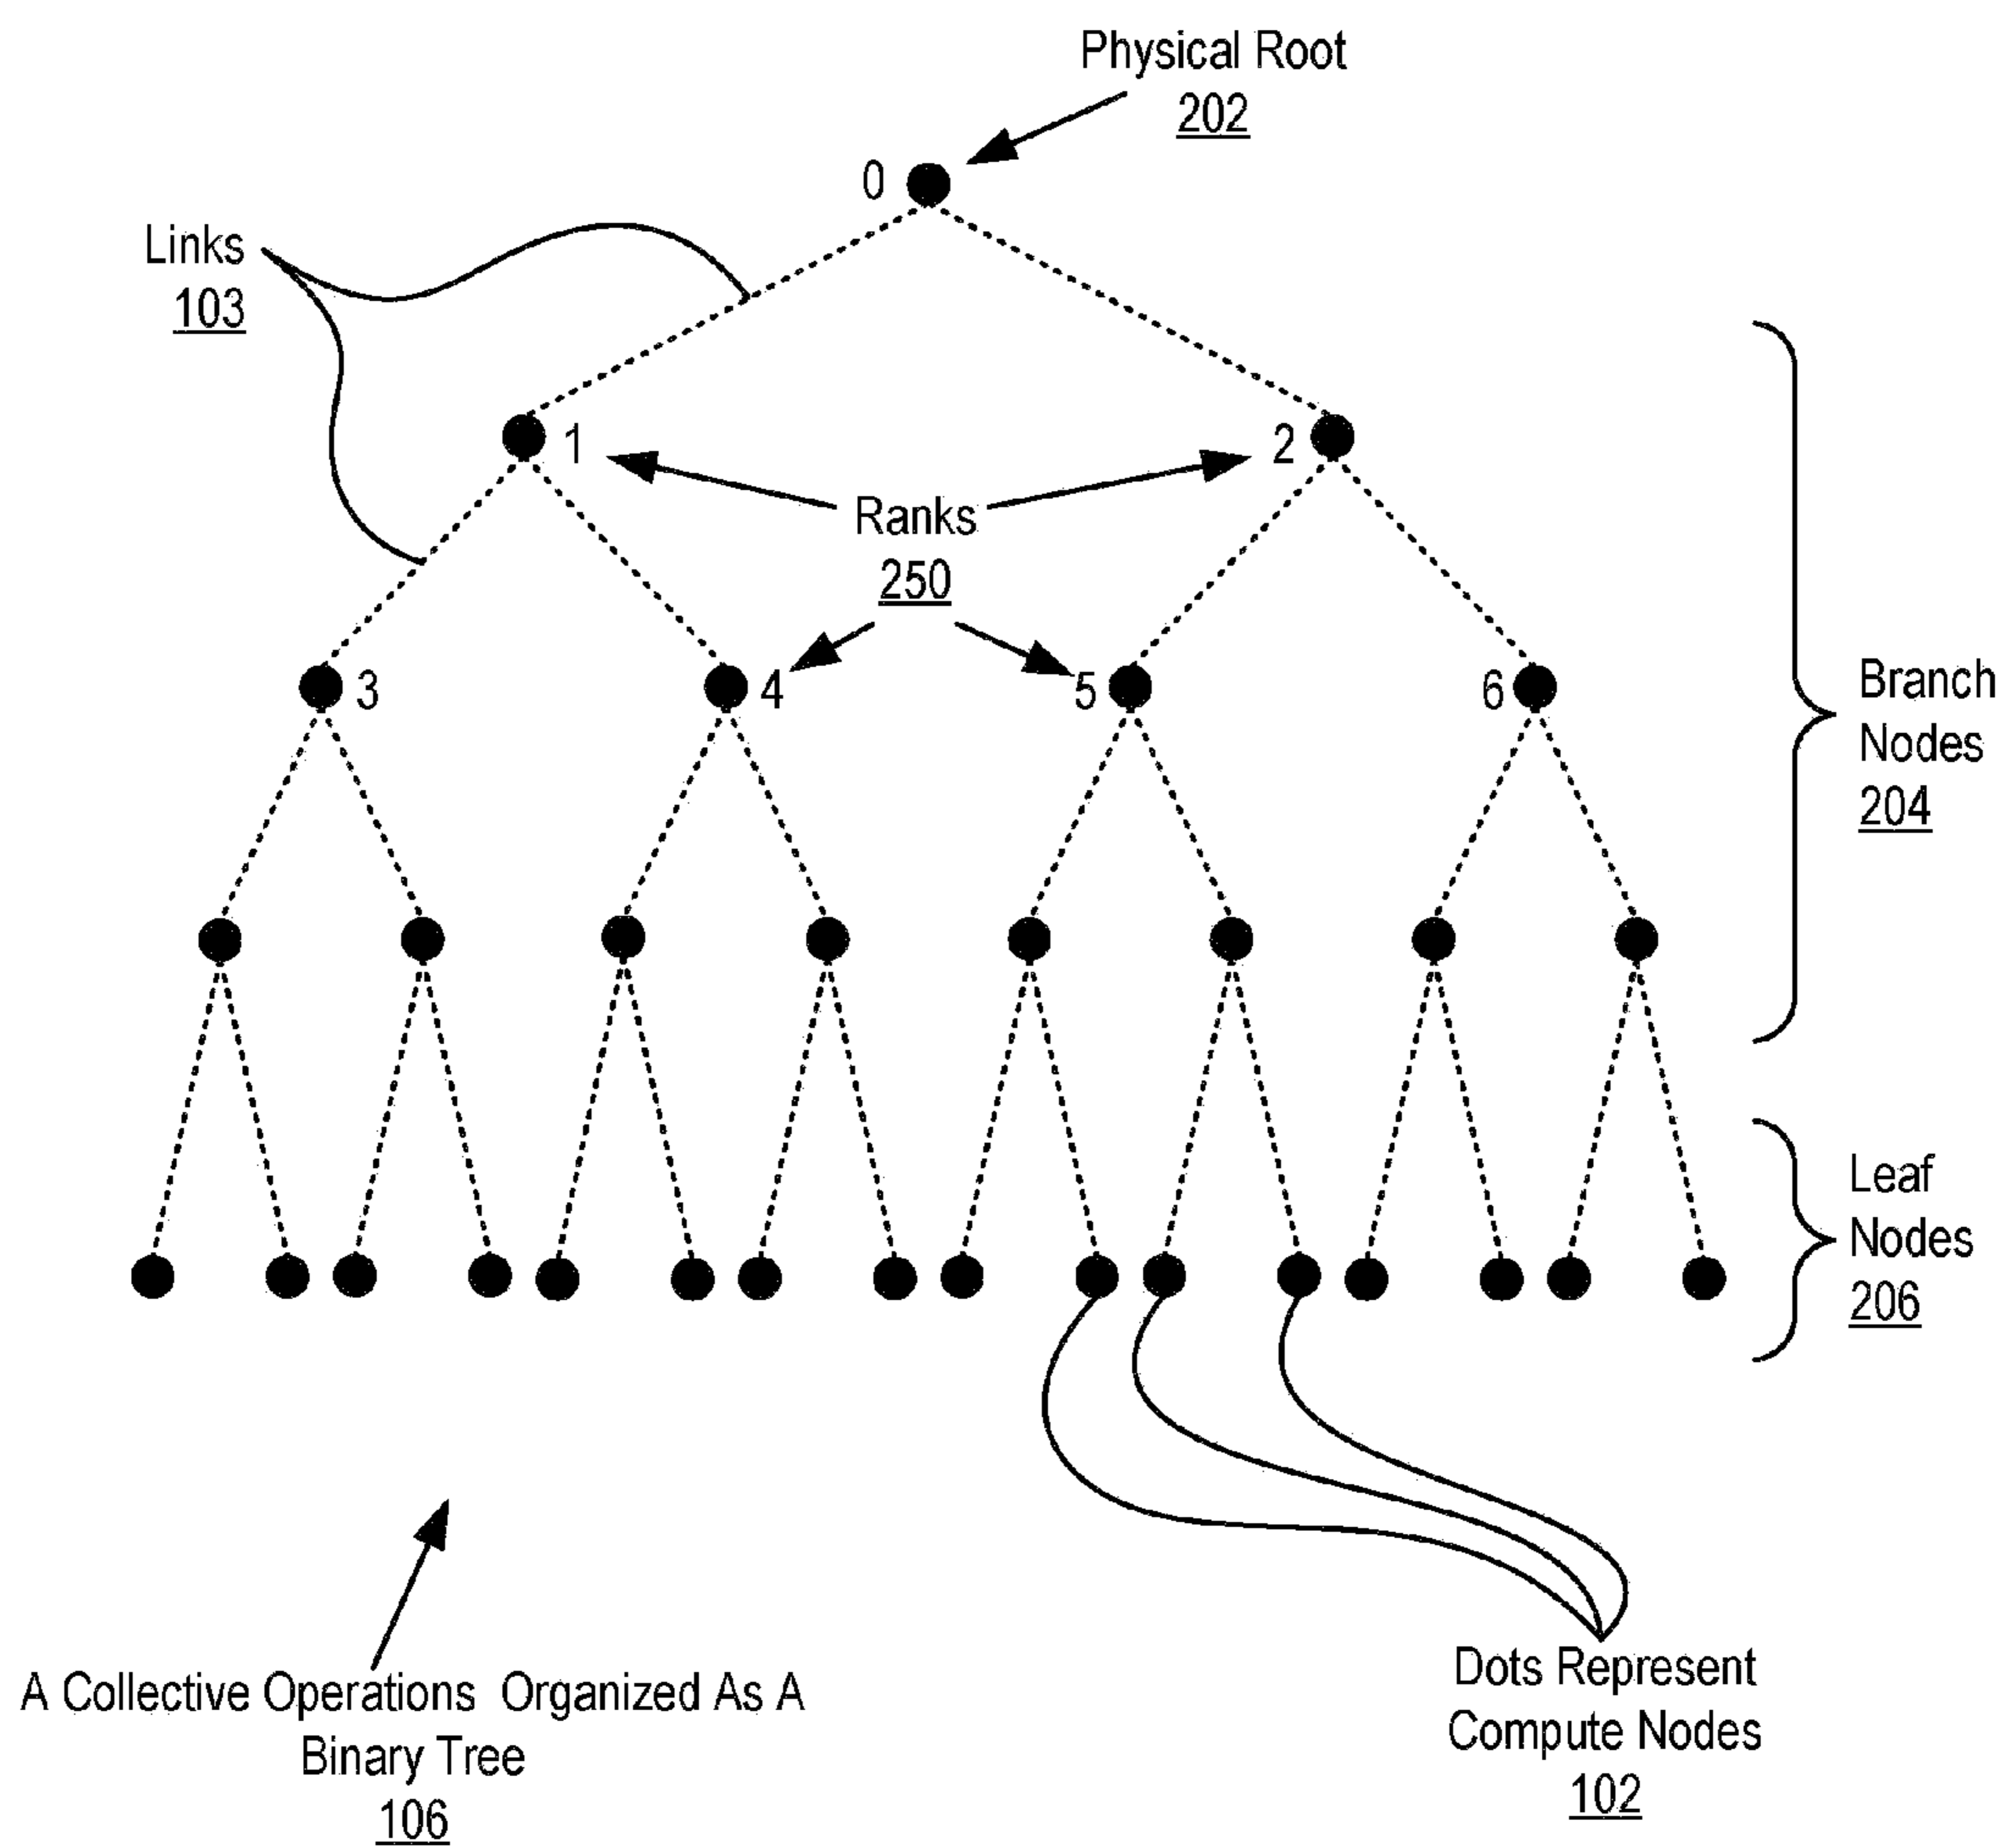 Physical Root
202
0
Links
103
1
2
Ranks
250
3
4
5
6
Branch
Nodes
204
Leaf
Nodes
206
A Collective Operations Organized As A
Binary Tree
106
Dots Represent
Compute Nodes
102